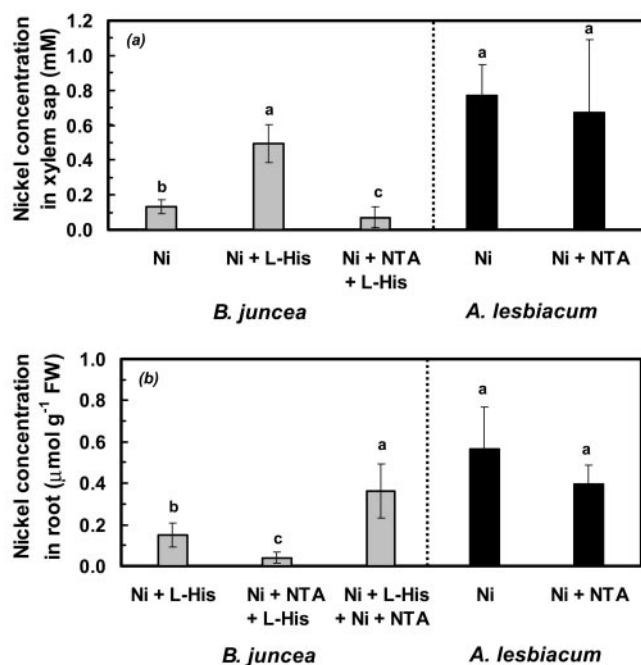 Nickel concentration
in xylem sap (mM)
1.2
1.0
0.8
0.6
0.4
0.2
0.0
(a)
b
a
c
a
a
Ni
Ni + L-His
Ni + NTA
+ L-His
Ni
Ni + NTA
B. juncea
A. lesbiacum
Nickel concentration
in root (μmol g⁻¹ FW)
1.0
0.8
0.6
0.4
0.2
0.0
(b)
b
c
a
a
a
Ni + L-His
Ni + NTA
+ L-His
Ni + L-His
+ Ni + NTA
Ni
Ni + NTA
B. juncea
A. lesbiacum